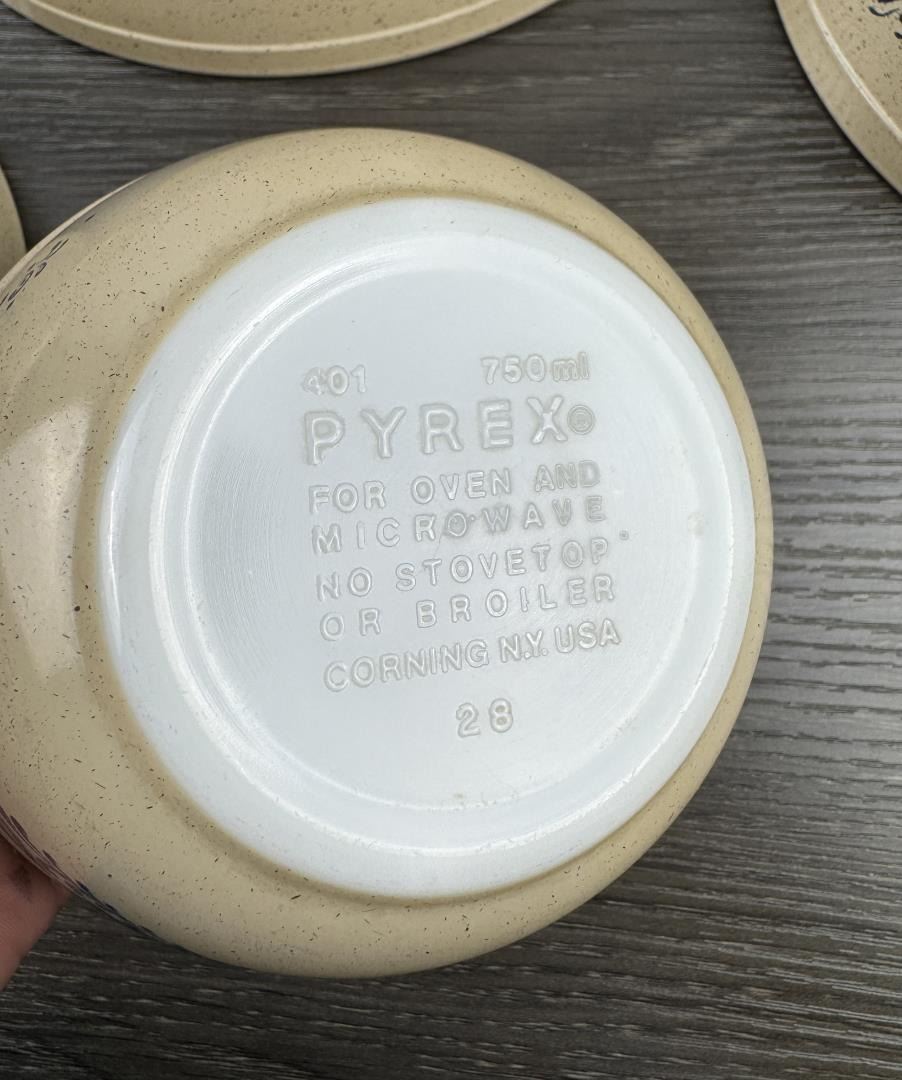 401 750ml
PYREX®
FOR OVEN AND
MICROWAVE
NO STOVETOP
OR BROILER
CORNING N.Y. USA
28